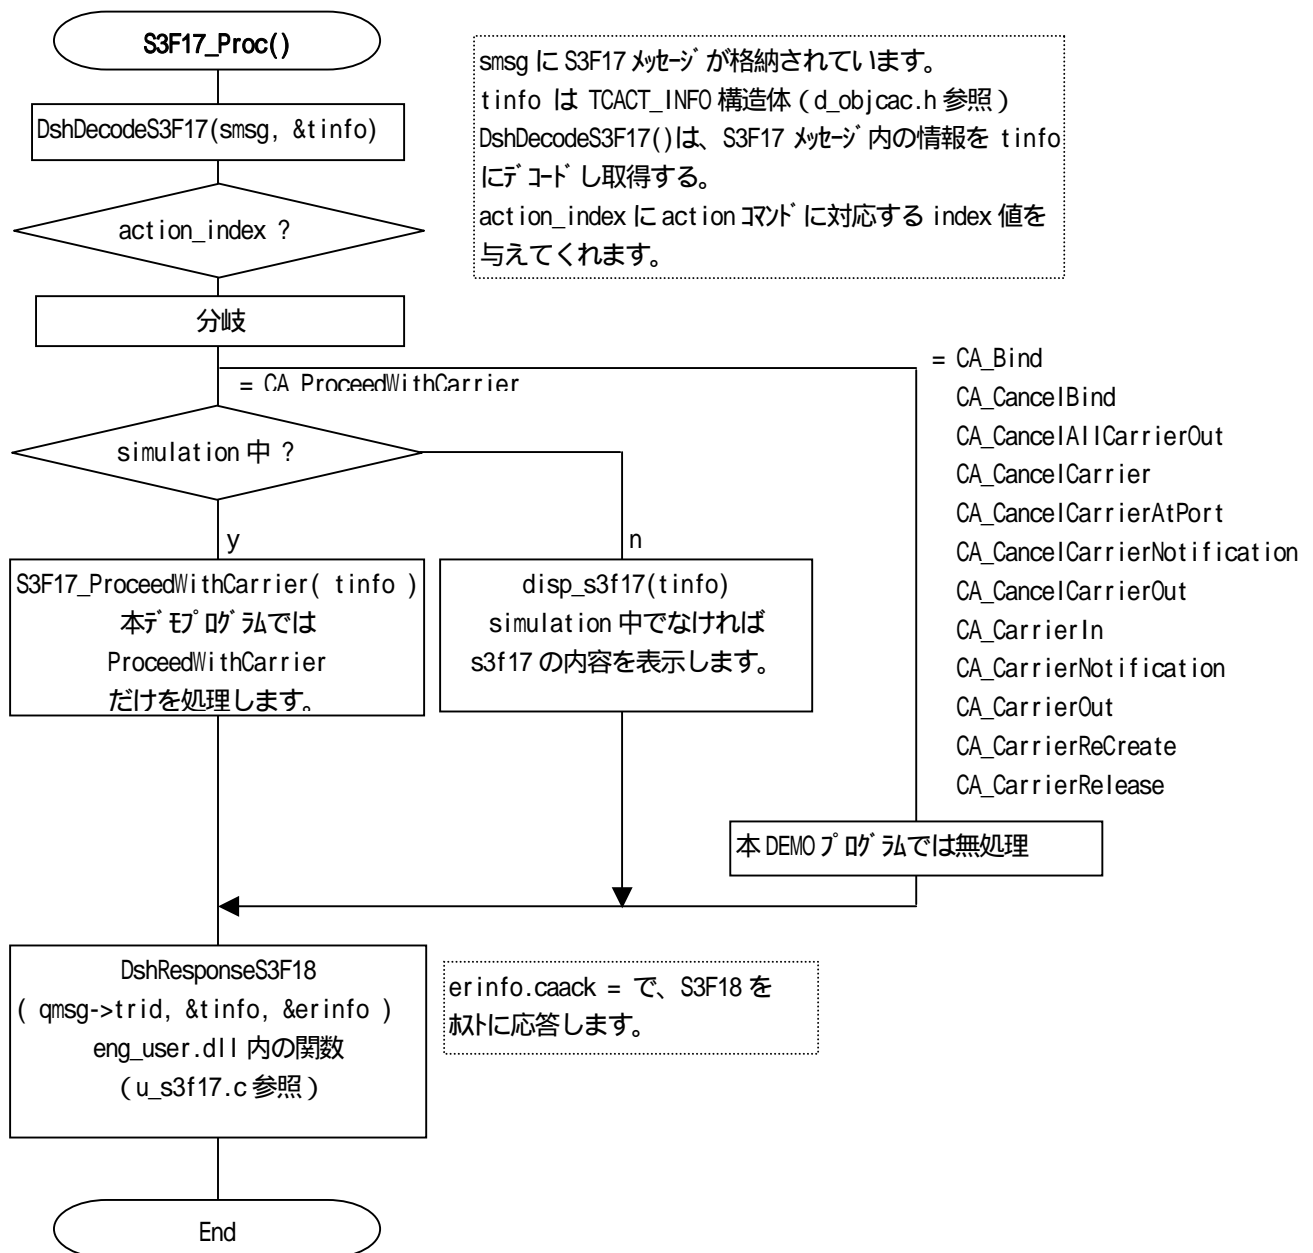 S3F17_Proc()
smsg に S3F17 ﾒｯｾｰｼﾞが格納されています。
tinfo は TCACT_INFO 構造体（d_objcac.h 参照）
DshDecodeS3F17()は、S3F17 ﾒｯｾｰｼﾞ内の情報を tinfo
にﾃﾞｺｰﾄﾞし取得する。
action_index に action ｺﾏﾝﾄﾞに対応する index 値を
与えてくれます。
DshDecodeS3F17(smsg, &tinfo)
action_index ?
分岐
= CA_ProceedWithCarrier
= CA_Bind
CA_CancelBind
CA_CancelAllCarrierOut
CA_CancelCarrier
CA_CancelCarrierAtPort
CA_CancelCarrierNotification
CA_CancelCarrierOut
CA_CarrierIn
CA_CarrierNotification
CA_CarrierOut
CA_CarrierReCreate
CA_CarrierRelease
simulation 中 ?
y
n
S3F17_ProceedWithCarrier( tinfo )
本ﾃﾞﾓﾌﾟﾛｸﾞﾗﾑでは
ProceedWithCarrier
だけを処理します。
disp_s3f17(tinfo)
simulation 中でなければ
s3f17 の内容を表示します。
本 DEMO ﾌﾟﾛｸﾞﾗﾑでは無処理
DshResponseS3F18
( qmsg->trid, &tinfo, &erinfo )
eng_user.dll 内の関数
（u_s3f17.c 参照）
erinfo.caack = で、S3F18 を
ﾎｽﾄに応答します。
End